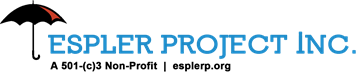 ESPLER PROJECT INC.
A 501-(c)3 Non-Profit | esplerp.org